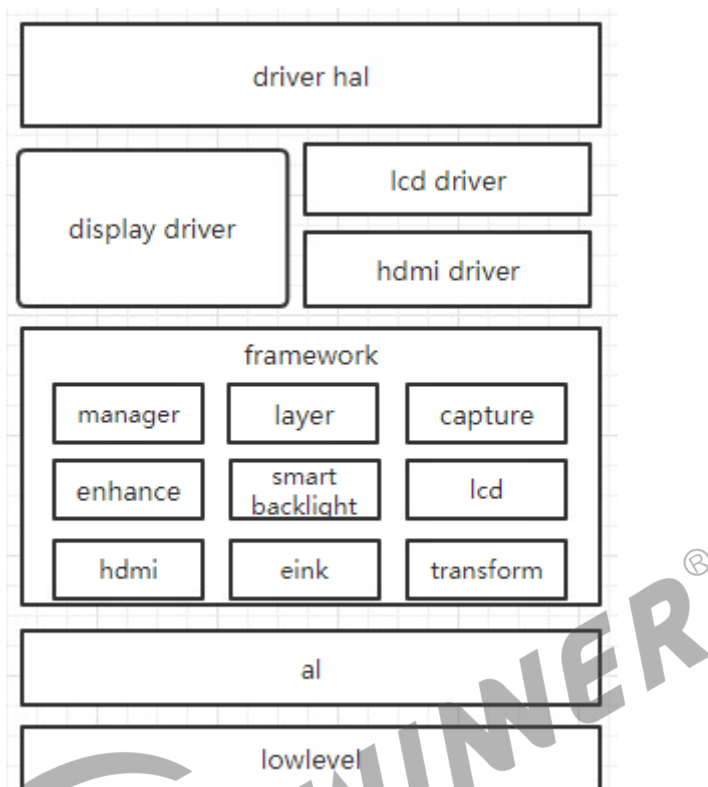 driver hal
display driver
lcd driver
hdmi driver
framework
manager
layer
capture
enhance
smart
backlight
lcd
hdmi
eink
transform
al
lowlevel